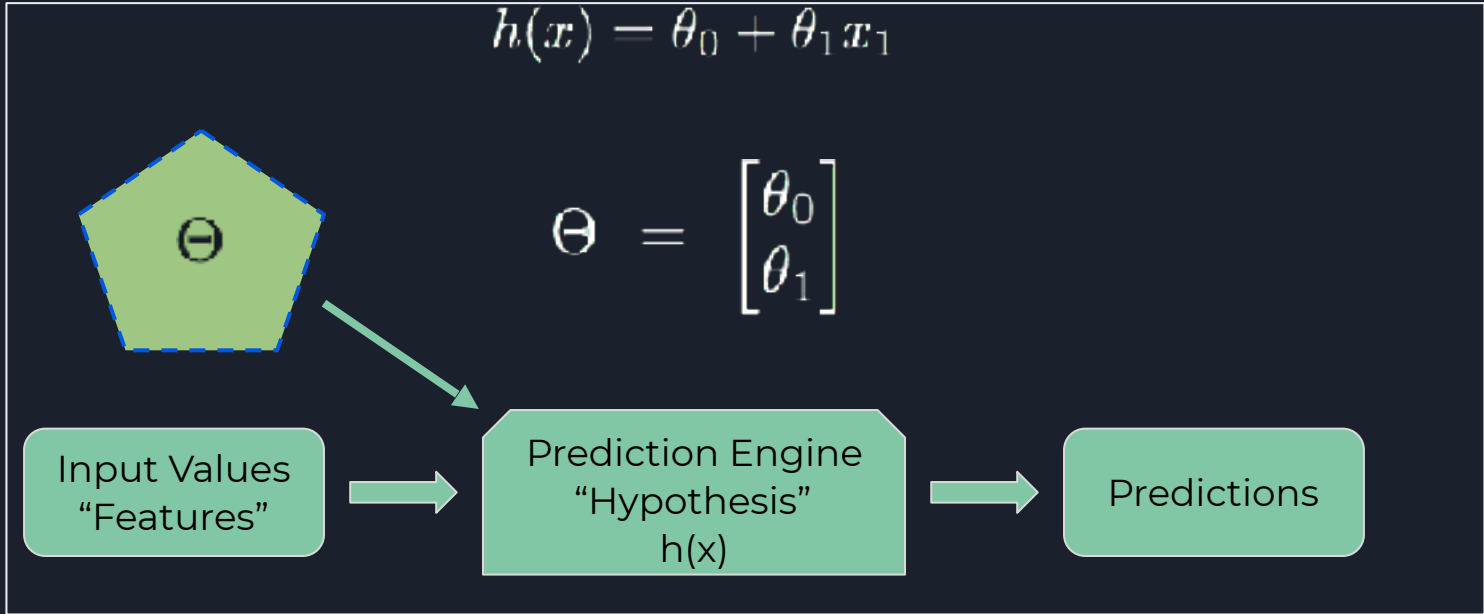 h(x) = θ₀ + θ₁x₁
Θ
Θ = [θ₀
θ₁]
Input Values
“Features”
Prediction Engine
“Hypothesis”
h(x)
Predictions